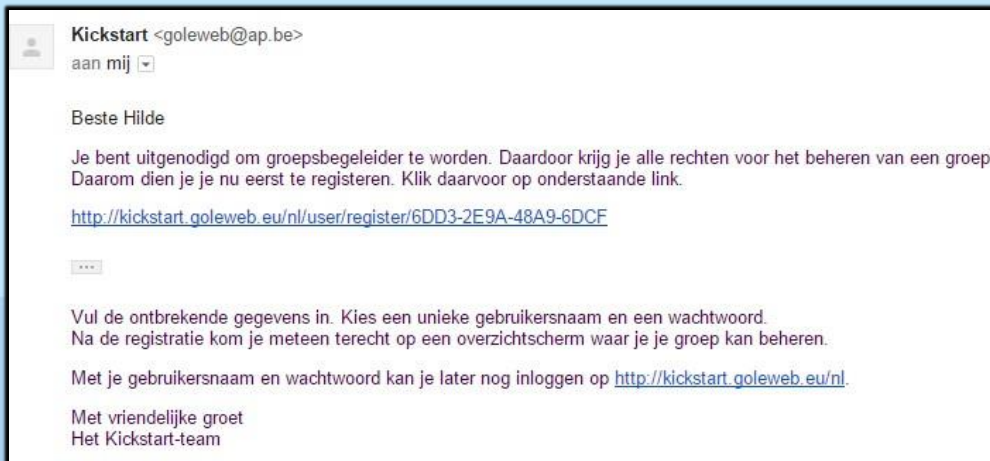 Kickstart <goleweb@ap.be>
aan mij
Beste Hilde
Je bent uitgenodigd om groepsbegeleider te worden. Daardoor krijg je alle rechten voor het beheren van een groep
Daarom dien je je nu eerst te registeren. Klik daarvoor op onderstaande link.
http://kickstart.goleweb.eu/nl/user/register/6DD3-2E9A-48A9-6DCF
...
Vul de ontbrekende gegevens in. Kies een unieke gebruikersnaam en een wachtwoord.
Na de registratie kom je meteen terecht op een overzichtscherm waar je je groep kan beheren.
Met je gebruikersnaam en wachtwoord kan je later nog inloggen op http://kickstart.goleweb.eu/nl.
Met vriendelijke groet
Het Kickstart-team